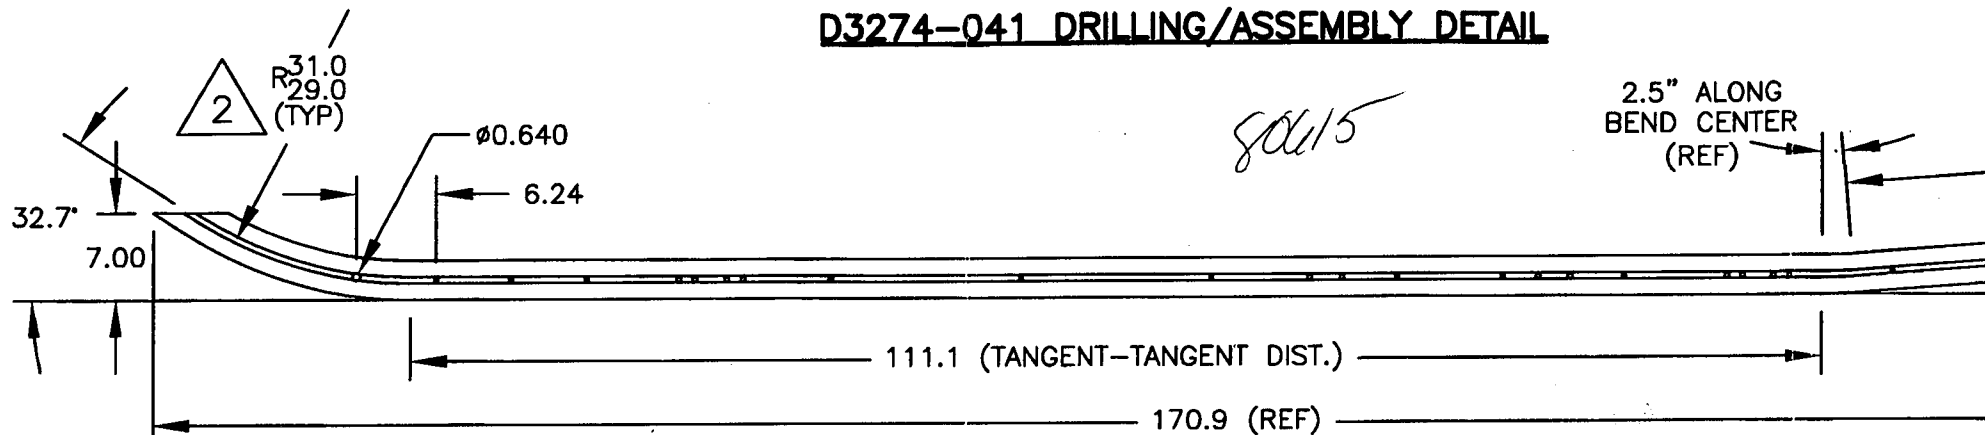 D3274-041 DRILLING/ASSEMBLY DETAIL
2
R31.0
29.0
(TYP)
ø0.640
80615
2.5" ALONG
BEND CENTER
(REF)
6.24
32.7°
7.00
111.1 (TANGENT-TANGENT DIST.)
170.9 (REF)